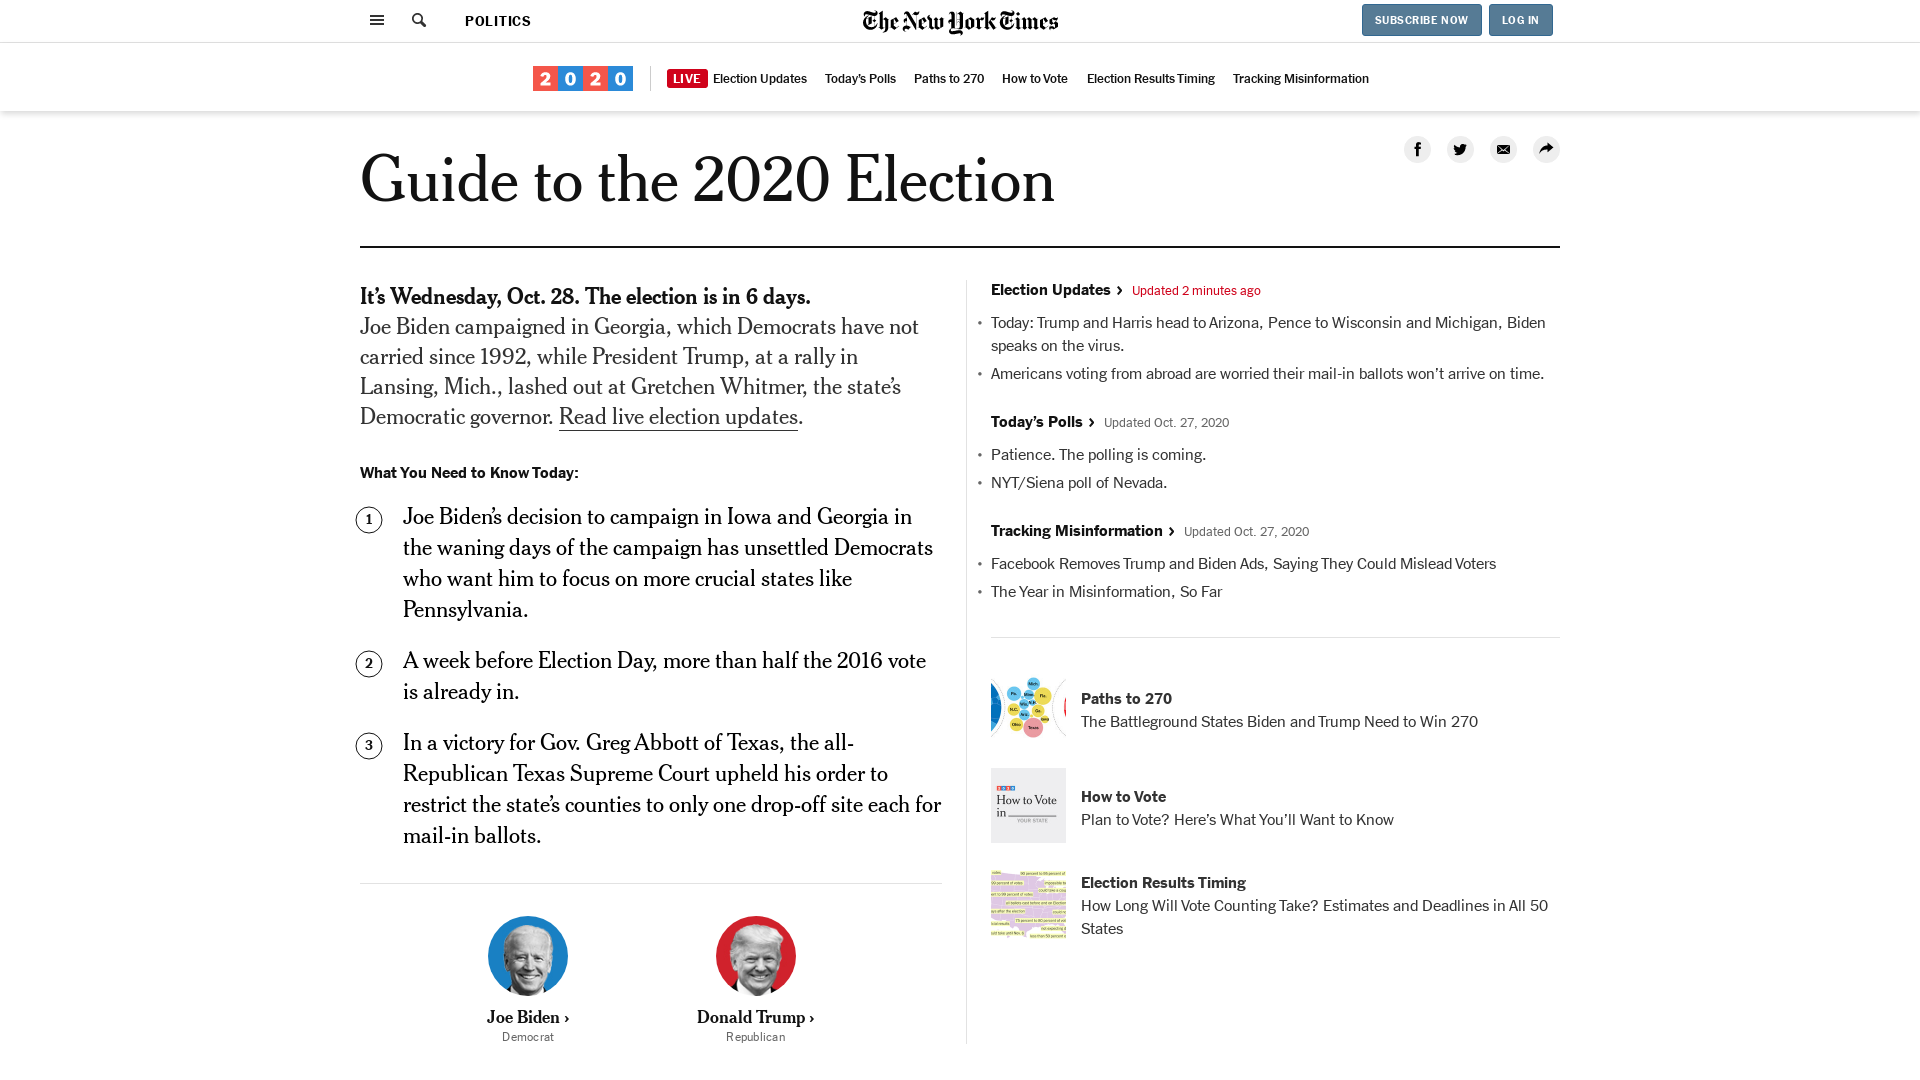 POLITICS
The New York Times
SUBSCRIBE NOW
LOG IN
2020
LIVE Election Updates Today's Polls Paths to 270 How to Vote Election Results Timing Tracking Misinformation
Guide to the 2020 Election
It’s Wednesday, Oct. 28. The election is in 6 days.
Joe Biden campaigned in Georgia, which Democrats have not
carried since 1992, while President Trump, at a rally in
Lansing, Mich., lashed out at Gretchen Whitmer, the state’s
Democratic governor. Read live election updates.
What You Need to Know Today:
1 Joe Biden’s decision to campaign in Iowa and Georgia in
the waning days of the campaign has unsettled Democrats
who want him to focus on more crucial states like
Pennsylvania.
2 A week before Election Day, more than half the 2016 vote
is already in.
3 In a victory for Gov. Greg Abbott of Texas, the all-
Republican Texas Supreme Court upheld his order to
restrict the state’s counties to only one drop-off site each for
mail-in ballots.
Joe Biden ›
Democrat
Donald Trump ›
Republican
Election Updates › Updated 2 minutes ago
• Today: Trump and Harris head to Arizona, Pence to Wisconsin and Michigan, Biden
speaks on the virus.
• Americans voting from abroad are worried their mail-in ballots won’t arrive on time.
Today’s Polls › Updated Oct. 27, 2020
• Patience. The polling is coming.
• NYT/Siena poll of Nevada.
Tracking Misinformation › Updated Oct. 27, 2020
• Facebook Removes Trump and Biden Ads, Saying They Could Mislead Voters
• The Year in Misinformation, So Far
Paths to 270
The Battleground States Biden and Trump Need to Win 270
How to Vote
in
YOUR STATE
How to Vote
Plan to Vote? Here’s What You’ll Want to Know
Election Results Timing
How Long Will Vote Counting Take? Estimates and Deadlines in All 50
States